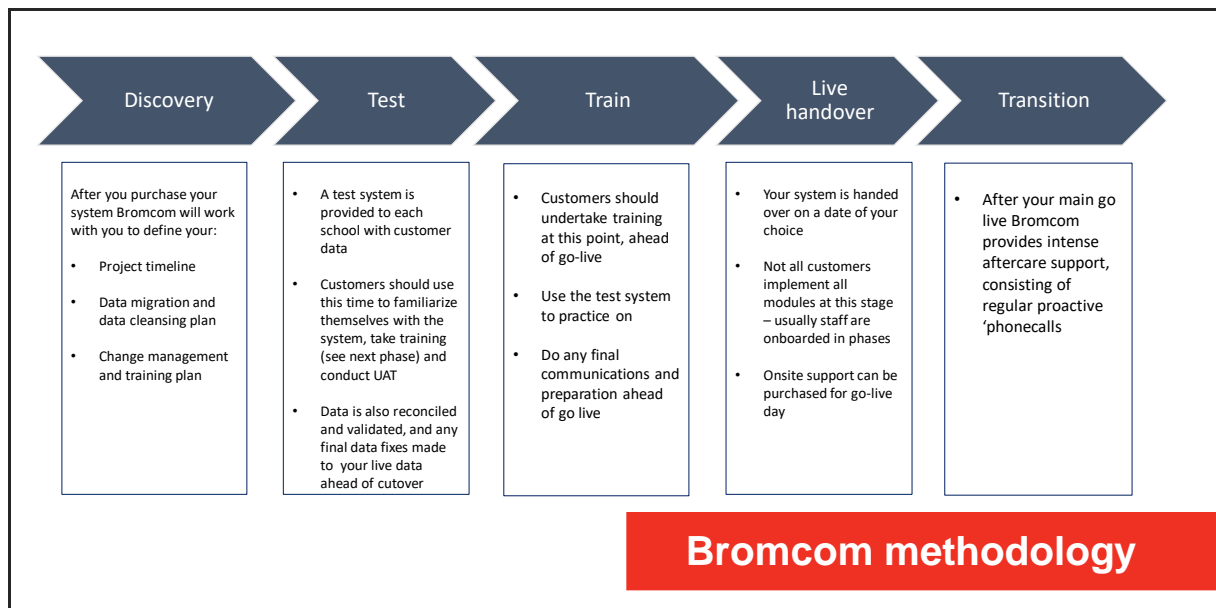 Discovery
Test
Train
Live
handover
Transition
After you purchase your
system Bromcom will work
with you to define your:
• Project timeline
• Data migration and
data cleansing plan
• Change management
and training plan
• A test system is
provided to each
school with customer
data
• Customers should use
this time to familiarize
themselves with the
system, take training
(see next phase) and
conduct UAT
• Data is also reconciled
and validated, and any
final data fixes made
to your live data
ahead of cutover
• Customers should
undertake training
at this point, ahead
of go-live
• Use the test system
to practice on
• Do any final
communications and
preparation ahead
of go live
• Your system is handed
over on a date of your
choice
• Not all customers
implement all
modules at this stage
– usually staff are
onboarded in phases
• Onsite support can be
purchased for go-live
day
• After your main go
live Bromcom
provides intense
aftercare support,
consisting of
regular proactive
‘phonecalls
Bromcom methodology